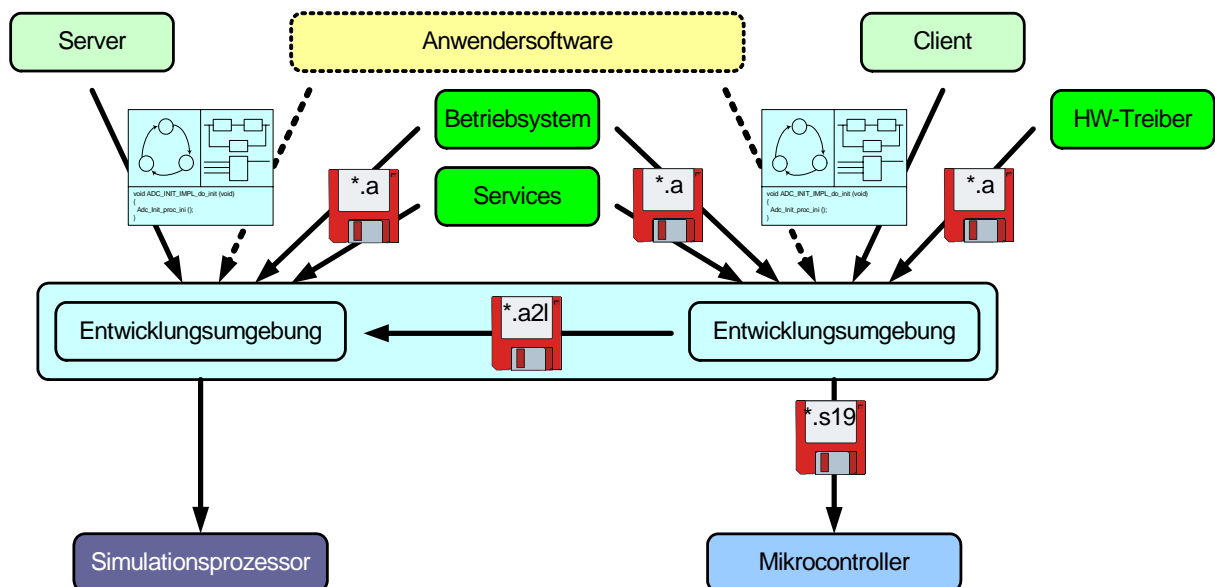 Server
Anwendersoftware
Client
Betriebsystem
HW-Treiber
void ADC_INIT_IMPL_do_init (void)
{
Adc_Init_proc_ini ();
}
*.a
Services
*.a
void ADC_INIT_IMPL_do_init (void)
{
Adc_Init_proc_ini ();
}
*.a
Entwicklungsumgebung
*.a2l
Entwicklungsumgebung
*.s19
Simulationsprozessor
Mikrocontroller